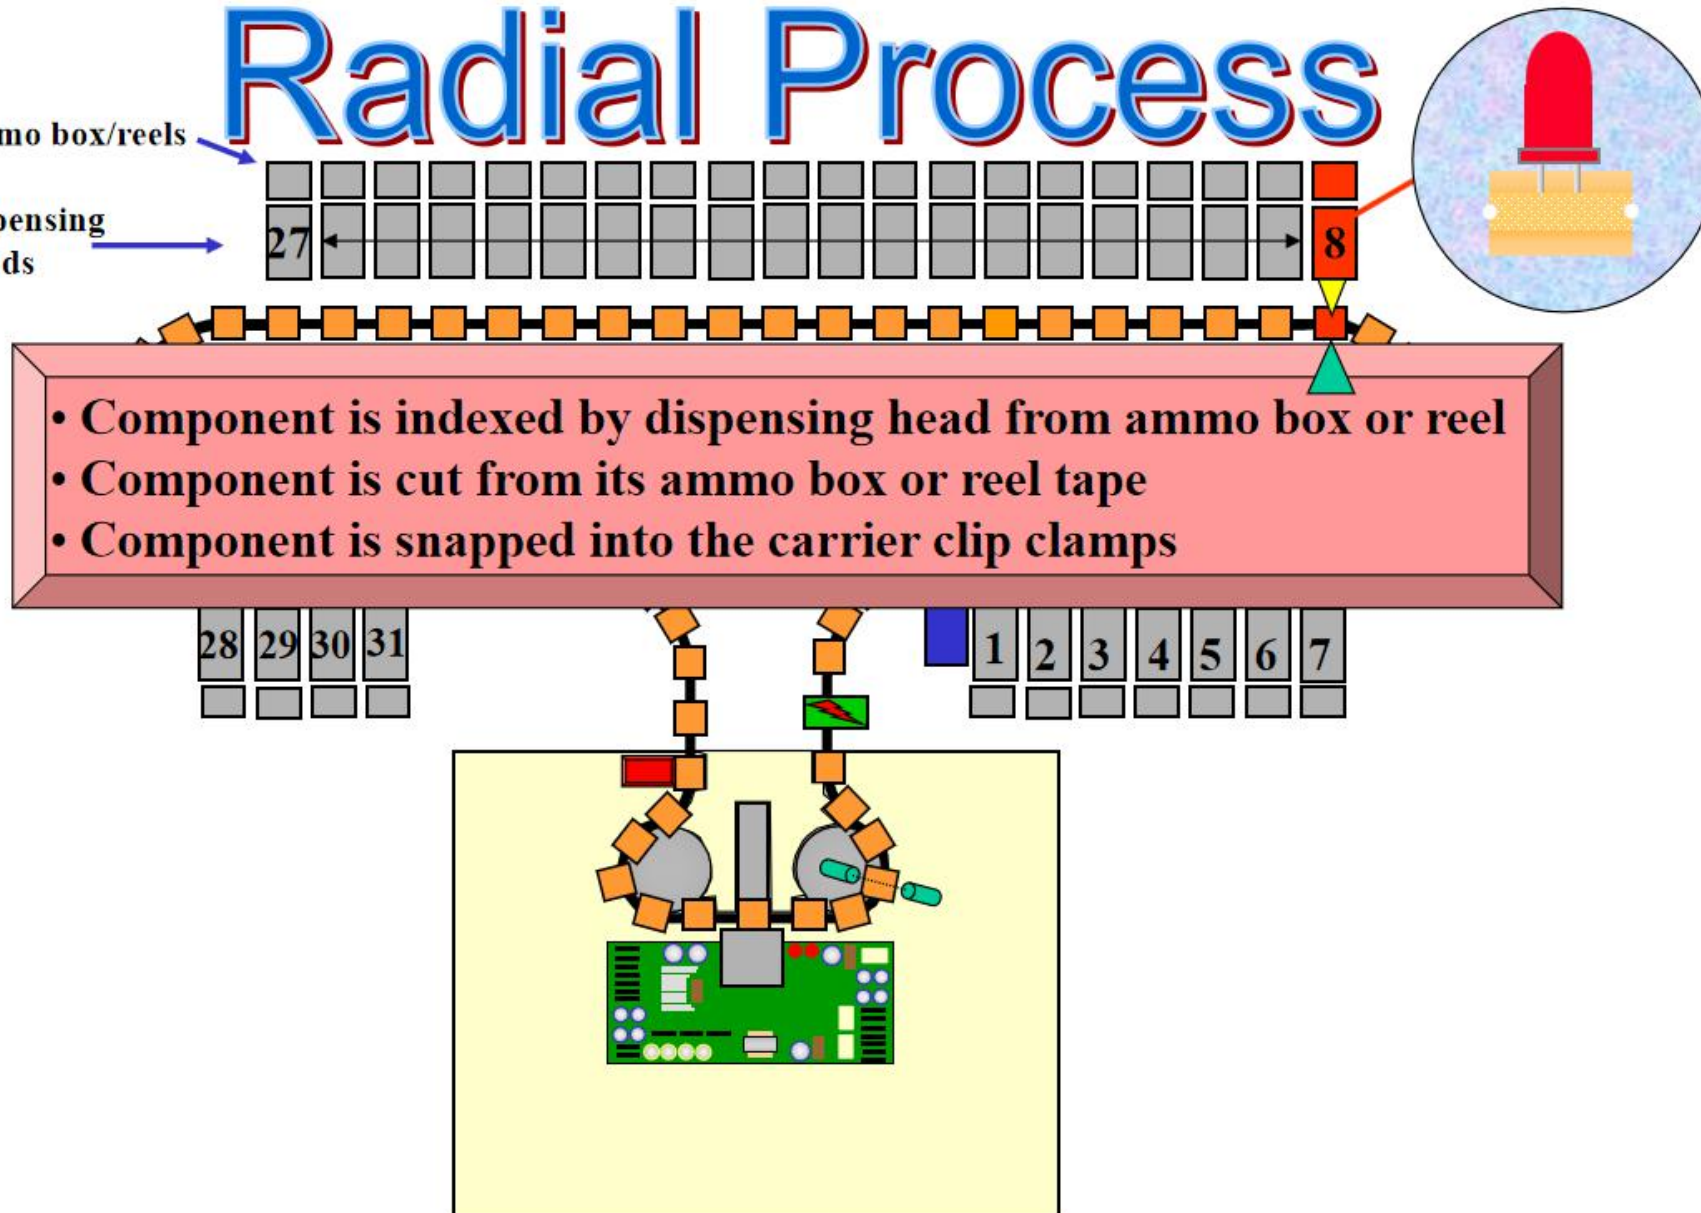 Radial Process
mo box/reels
pensing
ds
27 8
• Component is indexed by dispensing head from ammo box or reel
• Component is cut from its ammo box or reel tape
• Component is snapped into the carrier clip clamps
28 29 30 31 1 2 3 4 5 6 7